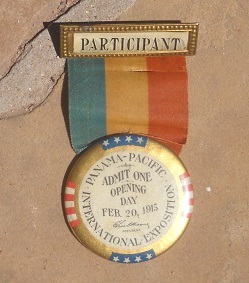 PARTICIPANT
PANAMA-PACIFIC
INTERNATIONAL EXPOSITION
ADMIT ONE
OPENING
DAY
FEB. 20, 1915